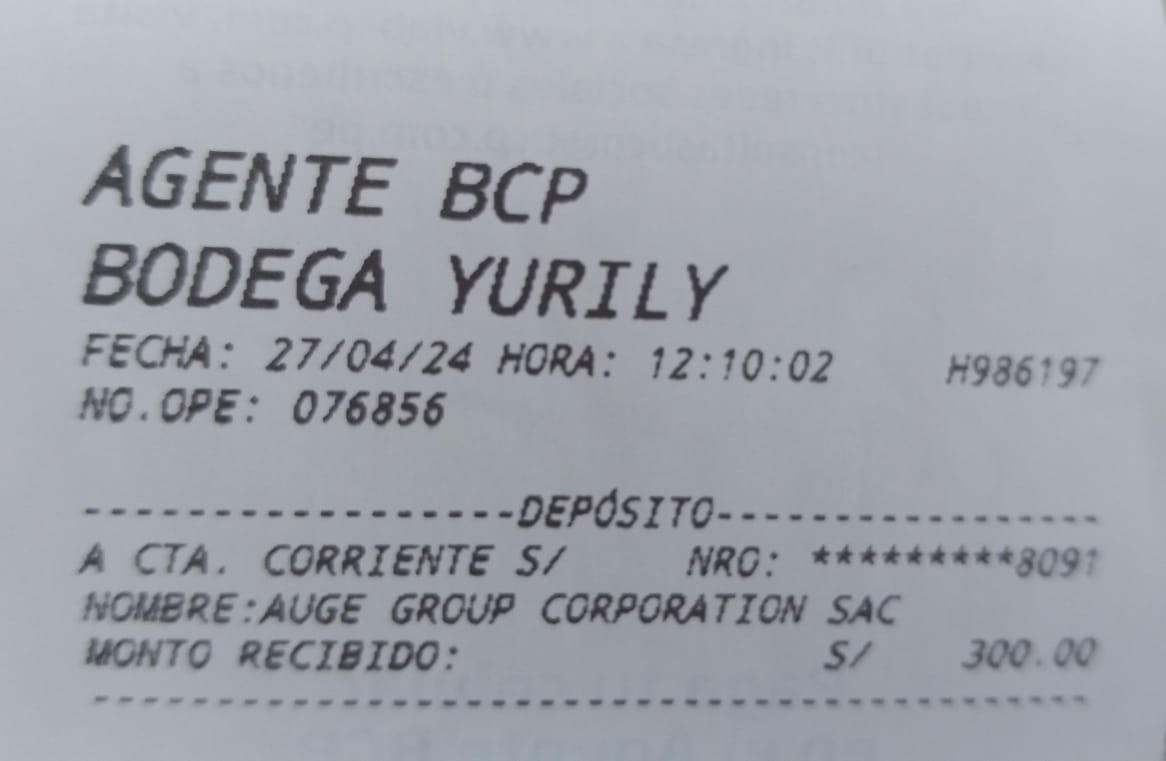 AGENTE BCP
BODEGA YURILY
FECHA: 27/04/24 HORA: 12:10:02 H986197
NO.OPE: 076856
------------------DEPÓSITO------------------
A CTA. CORRIENTE S/ NRO: *********8091
NOMBRE:AUGE GROUP CORPORATION SAC
MONTO RECIBIDO: S/ 300.00
--------------------------------------------